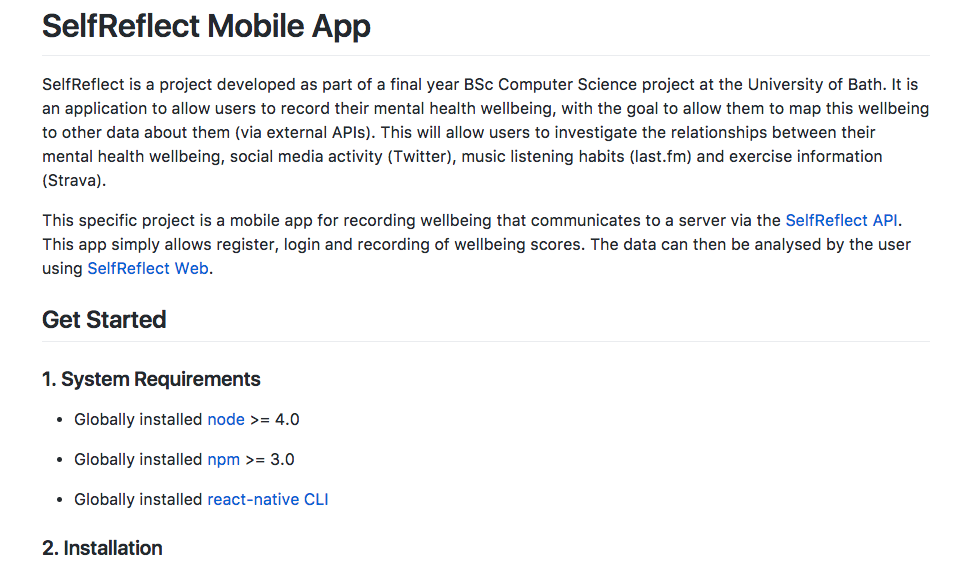 SelfReflect Mobile App
SelfReflect is a project developed as part of a final year BSc Computer Science project at the University of Bath. It is
an application to allow users to record their mental health wellbeing, with the goal to allow them to map this wellbeing
to other data about them (via external APIs). This will allow users to investigate the relationships between their
mental health wellbeing, social media activity (Twitter), music listening habits (last.fm) and exercise information
(Strava).
This specific project is a mobile app for recording wellbeing that communicates to a server via the SelfReflect API.
This app simply allows register, login and recording of wellbeing scores. The data can then be analysed by the user
using SelfReflect Web.
Get Started
1. System Requirements
• Globally installed node >= 4.0
• Globally installed npm >= 3.0
• Globally installed react-native CLI
2. Installation